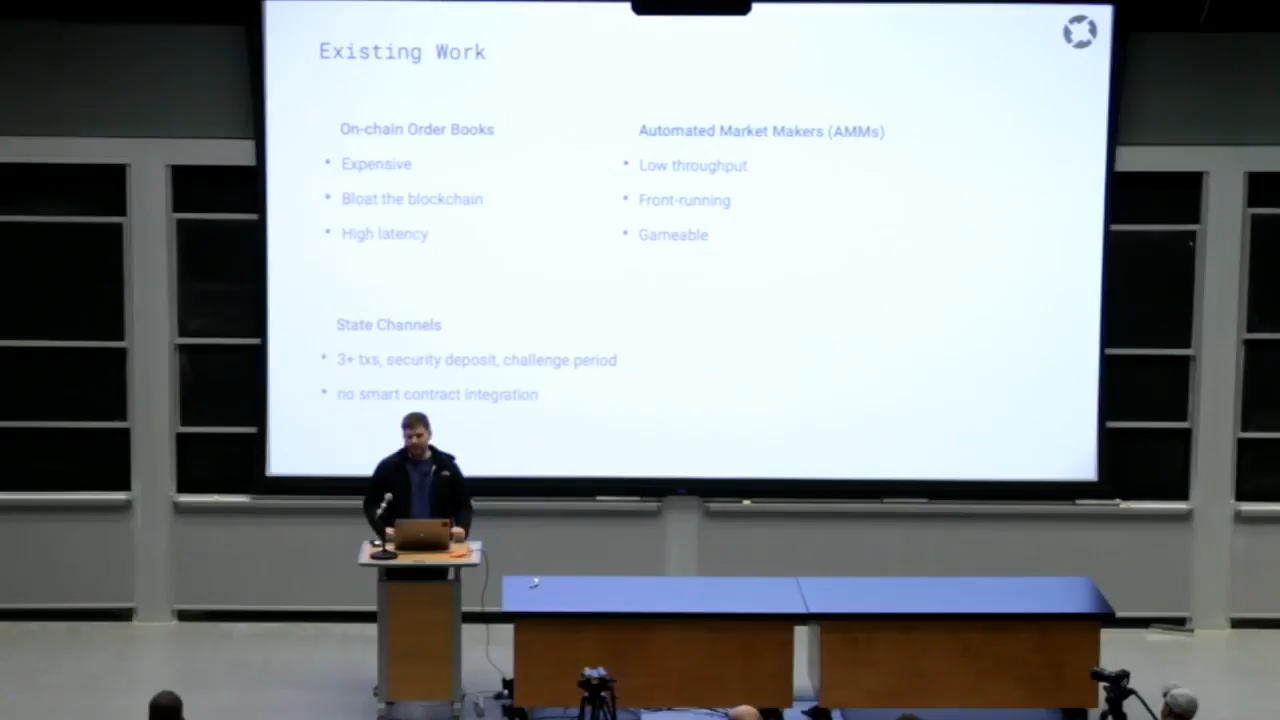 Existing Work
On-chain Order Books
• Expensive
• Bloat the blockchain
• High latency
Automated Market Makers (AMMs)
• Low throughput
• Front-running
• Gameable
State Channels
• 3+ txs, security deposit, challenge period
• no smart contract integration